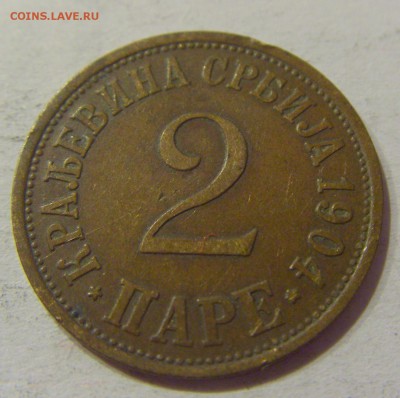 COINS.LAVE.RU
КРАЉЕВИНА СРБИЈА 1904
2
ПАРЕ